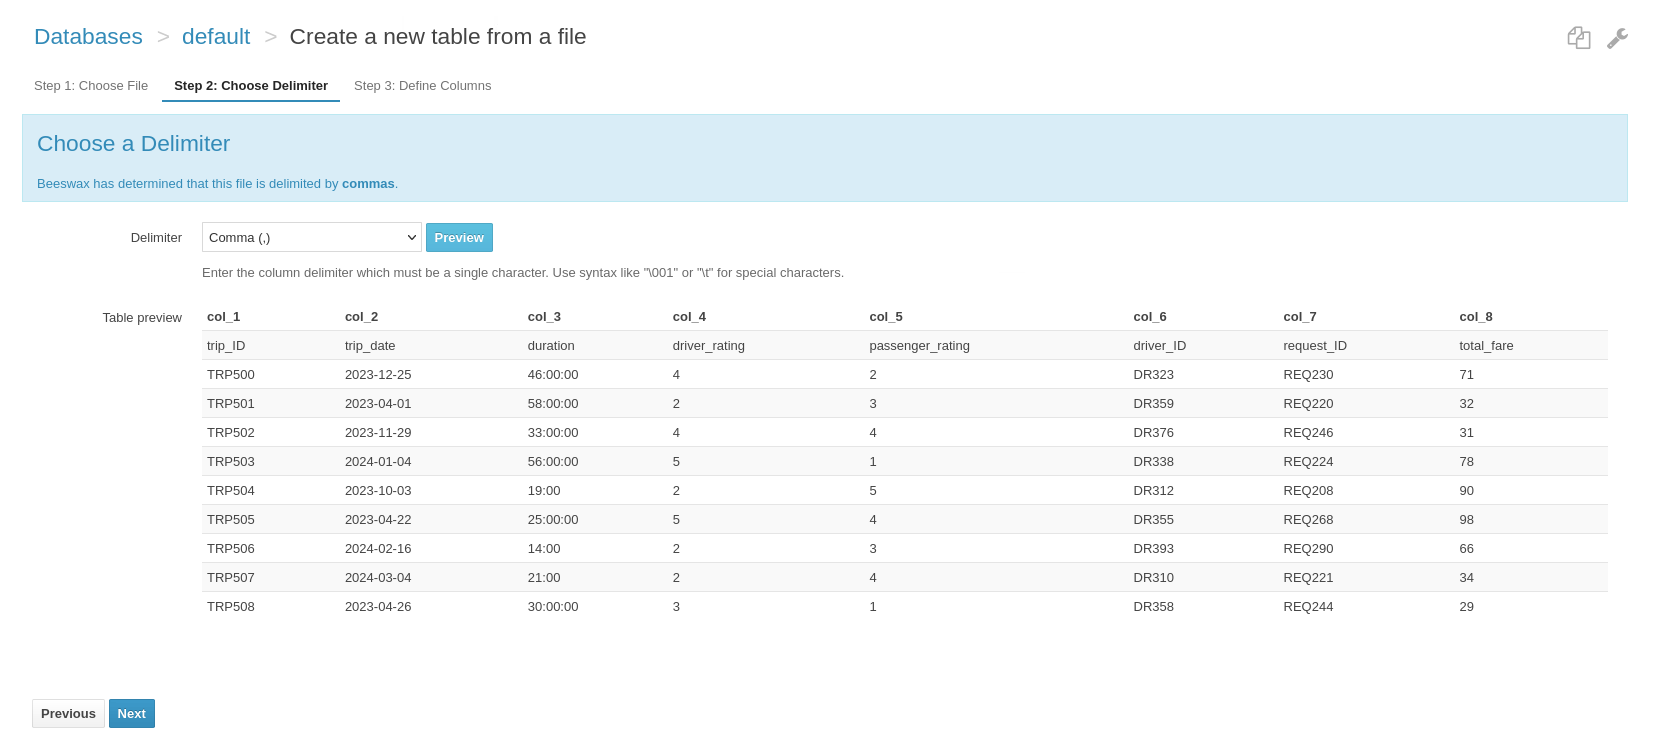 Databases > default > Create a new table from a file
Step 1: Choose File Step 2: Choose Delimiter Step 3: Define Columns
Choose a Delimiter
Beeswax has determined that this file is delimited by commas.
Delimiter Comma (,) Preview
Enter the column delimiter which must be a single character. Use syntax like "\001" or "\t" for special characters.
Table preview col_1 col_2 col_3 col_4 col_5 col_6 col_7 col_8
trip_ID trip_date duration driver_rating passenger_rating driver_ID request_ID total_fare
TRP500 2023-12-25 46:00:00 4 2 DR323 REQ230 71
TRP501 2023-04-01 58:00:00 2 3 DR359 REQ220 32
TRP502 2023-11-29 33:00:00 4 4 DR376 REQ246 31
TRP503 2024-01-04 56:00:00 5 1 DR338 REQ224 78
TRP504 2023-10-03 19:00 2 5 DR312 REQ208 90
TRP505 2023-04-22 25:00:00 5 4 DR355 REQ268 98
TRP506 2024-02-16 14:00 2 3 DR393 REQ290 66
TRP507 2024-03-04 21:00 2 4 DR310 REQ221 34
TRP508 2023-04-26 30:00:00 3 1 DR358 REQ244 29
Previous Next